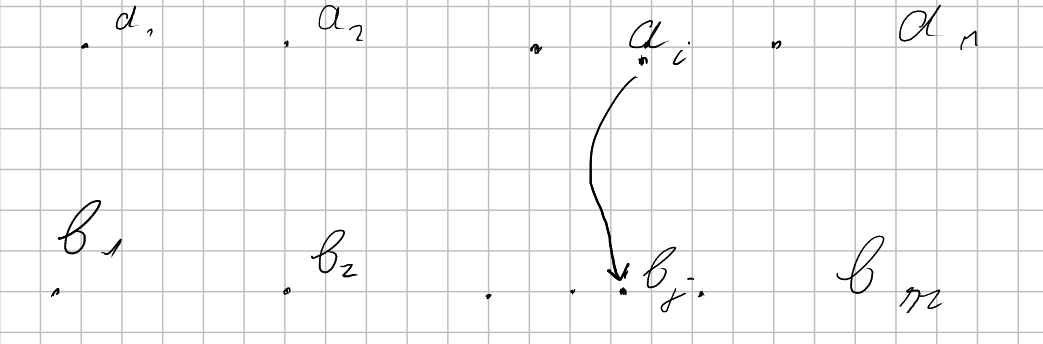 a₁ a₂ aᵢ aₙ
b₁ b₂ bⱼ bₘ